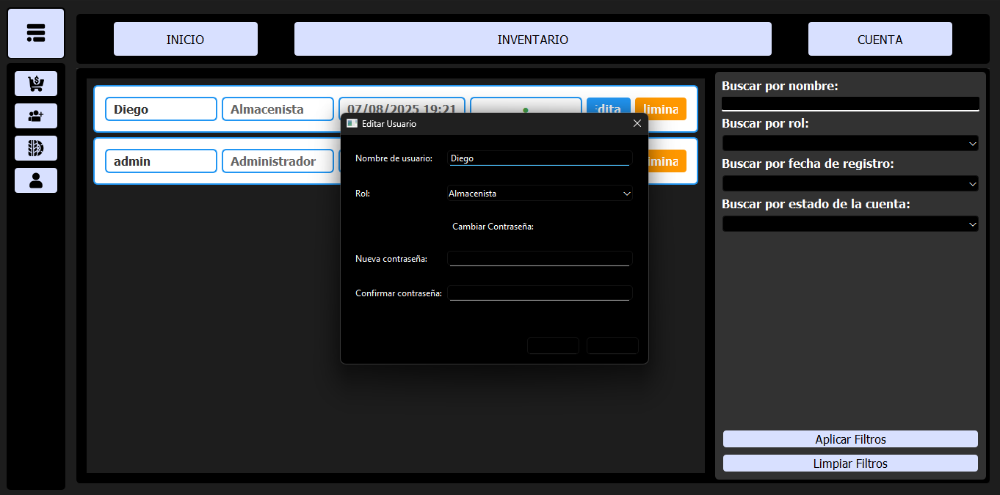 INICIO
INVENTARIO
CUENTA
Diego
Almacenista
07/08/2025 19:21
dita
limina
admin
Administrador
imina
Editar Usuario
Nombre de usuario:
Diego
Rol:
Almacenista
Cambiar Contraseña:
Nueva contraseña:
Confirmar contraseña:
Buscar por nombre:
Buscar por rol:
Buscar por fecha de registro:
Buscar por estado de la cuenta:
Aplicar Filtros
Limpiar Filtros